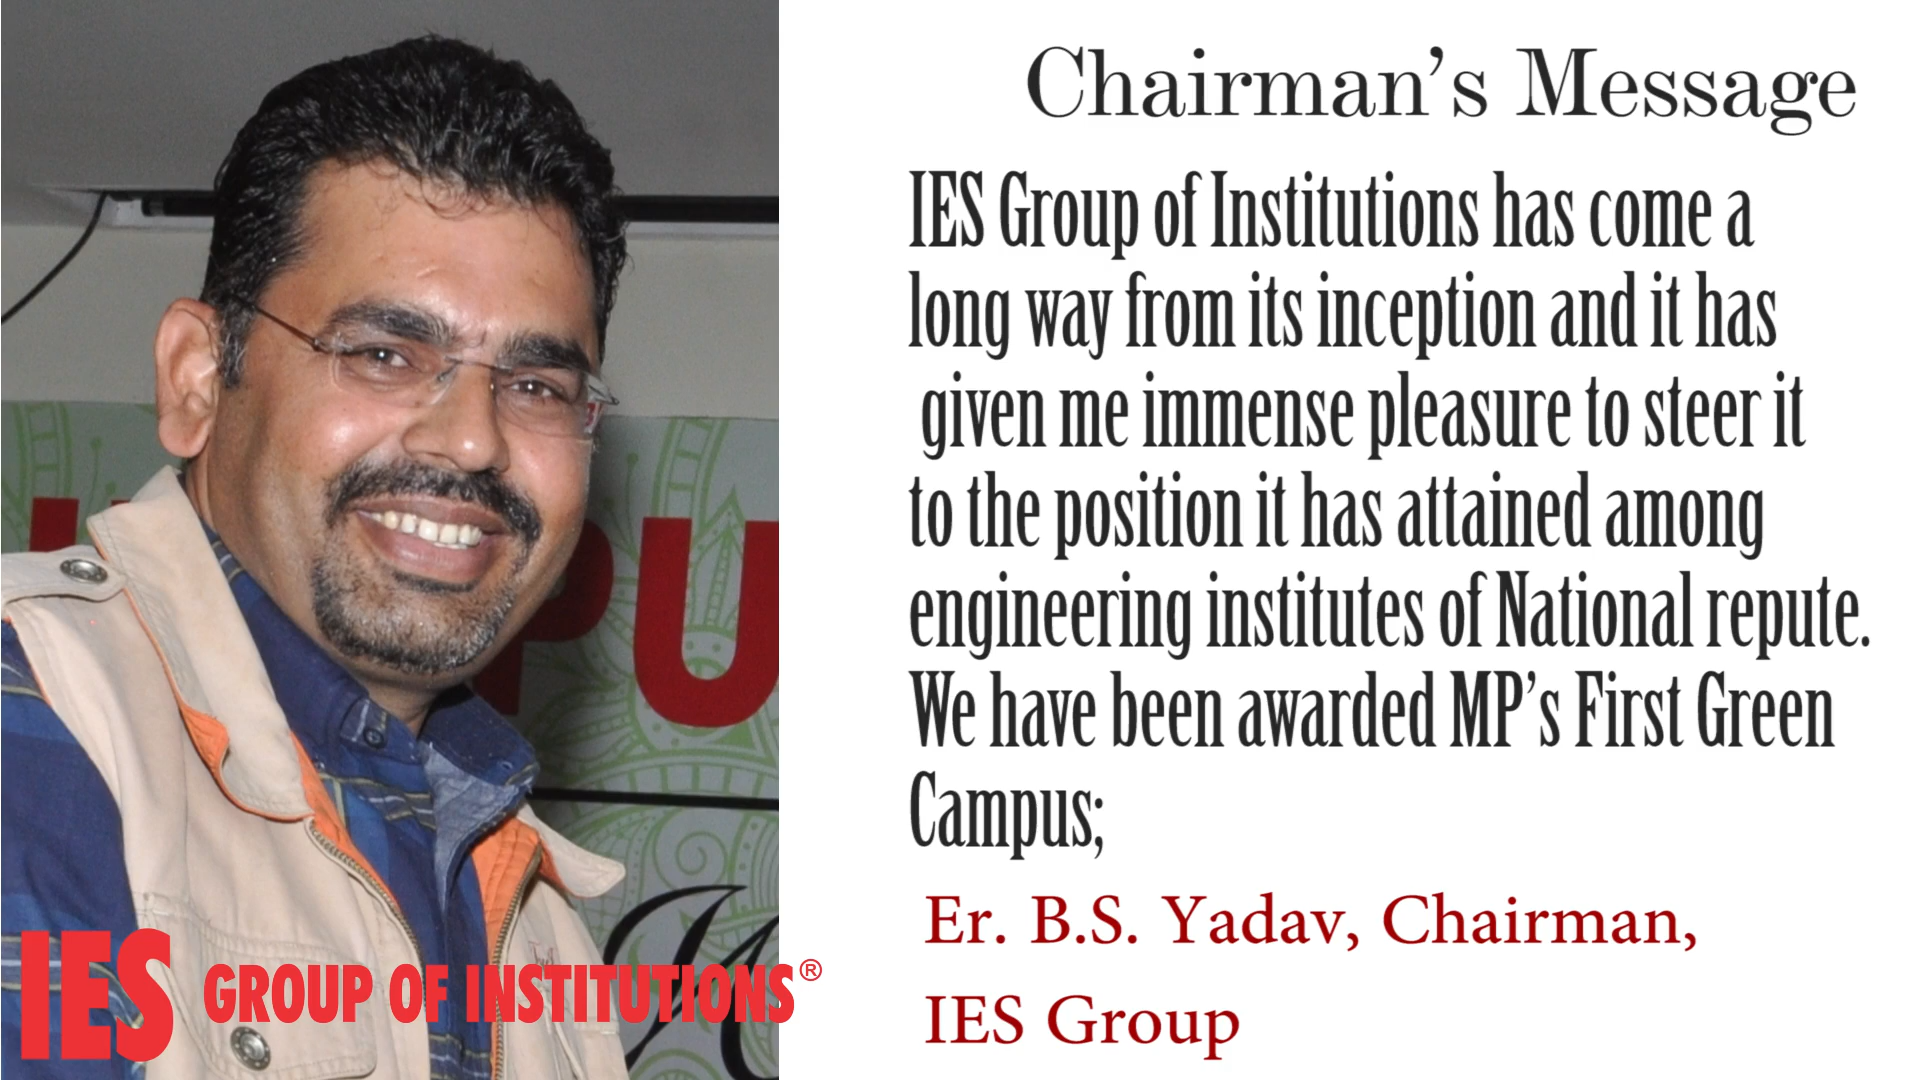 Chairman's Message
IES Group of Institutions has come a
long way from its inception and it has
given me immense pleasure to steer it
to the position it has attained among
engineering institutes of National repute.
We have been awarded MP's First Green
Campus;
Er. B.S. Yadav, Chairman,
IES Group
IES GROUP OF INSTITUTIONS®
PU